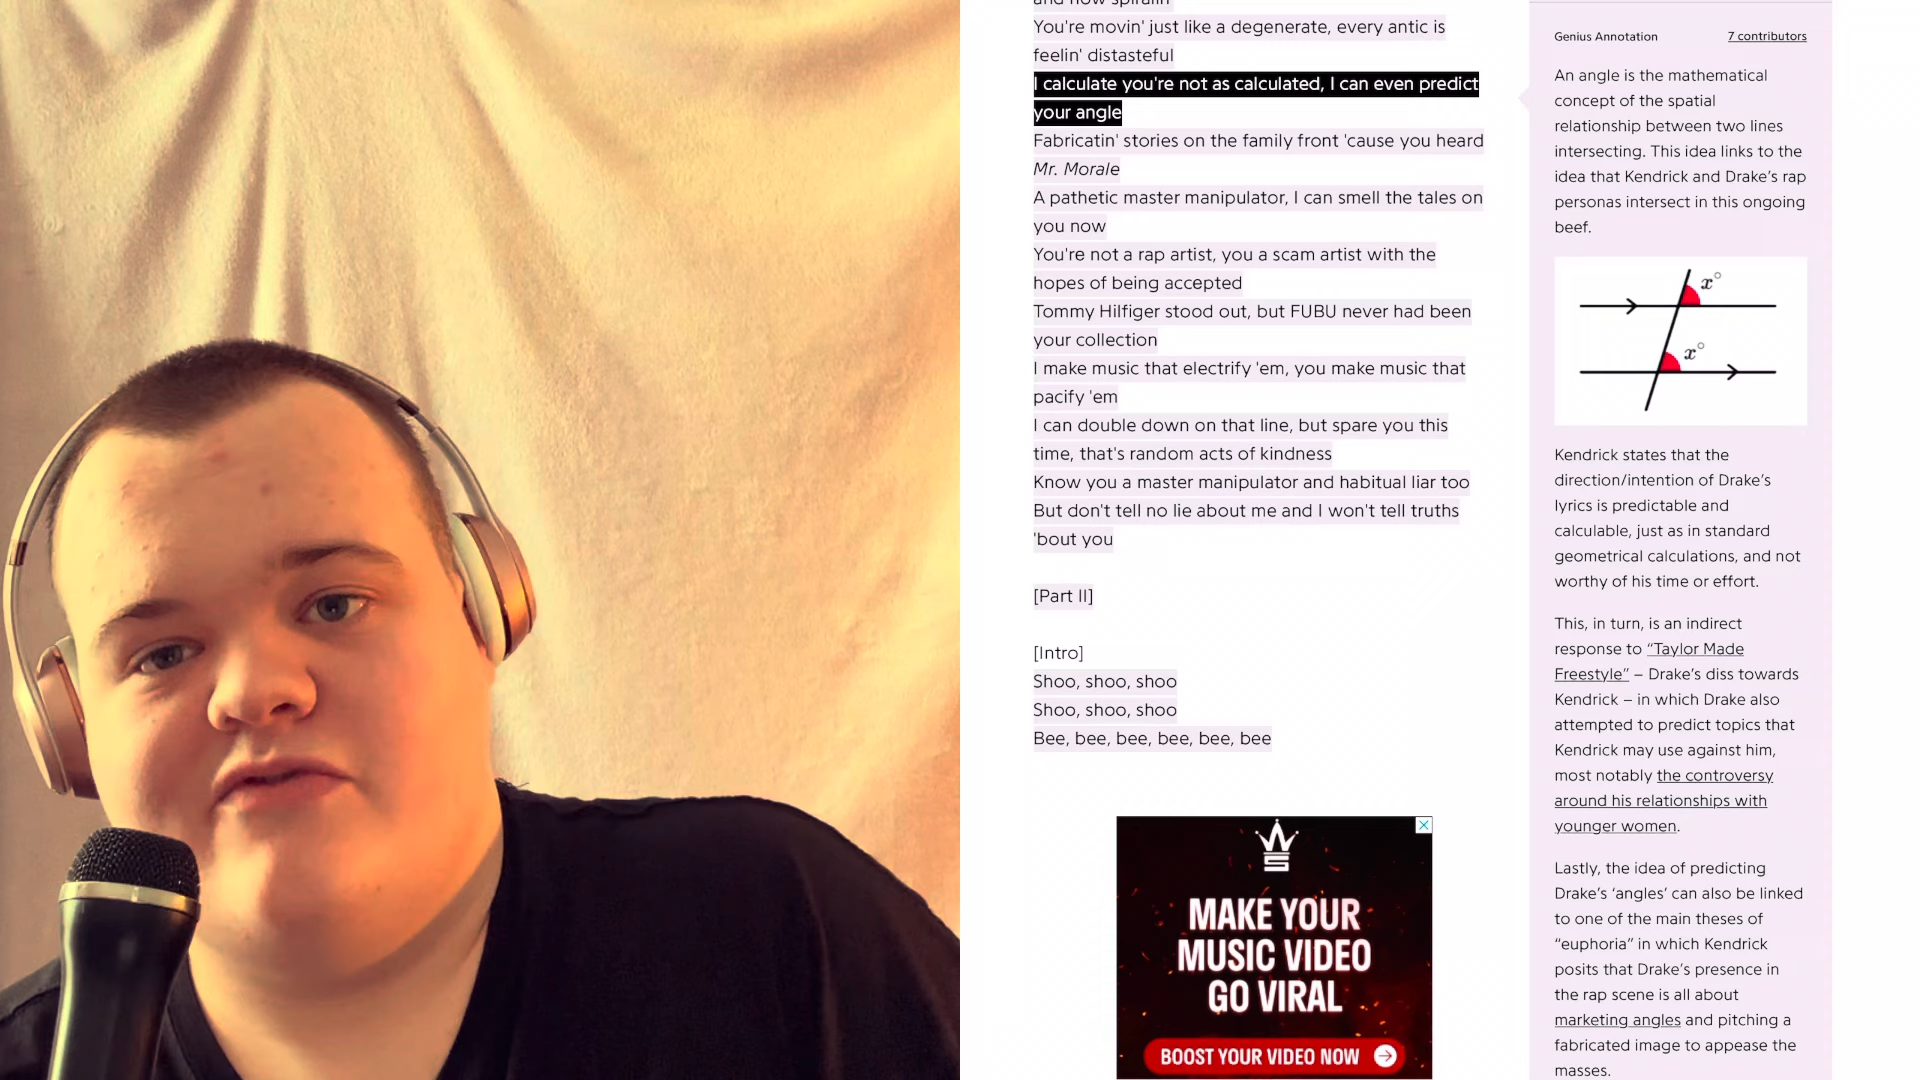 You're movin' just like a degenerate, every antic is
feelin' distasteful
I calculate you're not as calculated, I can even predict
your angle
Fabricatin' stories on the family front 'cause you heard
Mr. Morale
A pathetic master manipulator, I can smell the tales on
you now
You're not a rap artist, you a scam artist with the
hopes of being accepted
Tommy Hilfiger stood out, but FUBU never had been
your collection
I make music that electrify 'em, you make music that
pacify 'em
I can double down on that line, but spare you this
time, that's random acts of kindness
Know you a master manipulator and habitual liar too
But don't tell no lie about me and I won't tell truths
'bout you
[Part II]
[Intro]
Shoo, shoo, shoo
Shoo, shoo, shoo
Bee, bee, bee, bee, bee, bee
MAKE YOUR
MUSIC VIDEO
GO VIRAL
BOOST YOUR VIDEO NOW
Genius Annotation
7 contributors
An angle is the mathematical
concept of the spatial
relationship between two lines
intersecting. This idea links to the
idea that Kendrick and Drake's rap
personas intersect in this ongoing
beef.
x°
x°
Kendrick states that the
direction/intention of Drake's
lyrics is predictable and
calculable, just as in standard
geometrical calculations, and not
worthy of his time or effort.
This, in turn, is an indirect
response to “Taylor Made
Freestyle” – Drake's diss towards
Kendrick – in which Drake also
attempted to predict topics that
Kendrick may use against him,
most notably the controversy
around his relationships with
younger women.
Lastly, the idea of predicting
Drake's ‘angles’ can also be linked
to one of the main theses of
“euphoria” in which Kendrick
posits that Drake's presence in
the rap scene is all about
marketing angles and pitching a
fabricated image to appease the
masses.